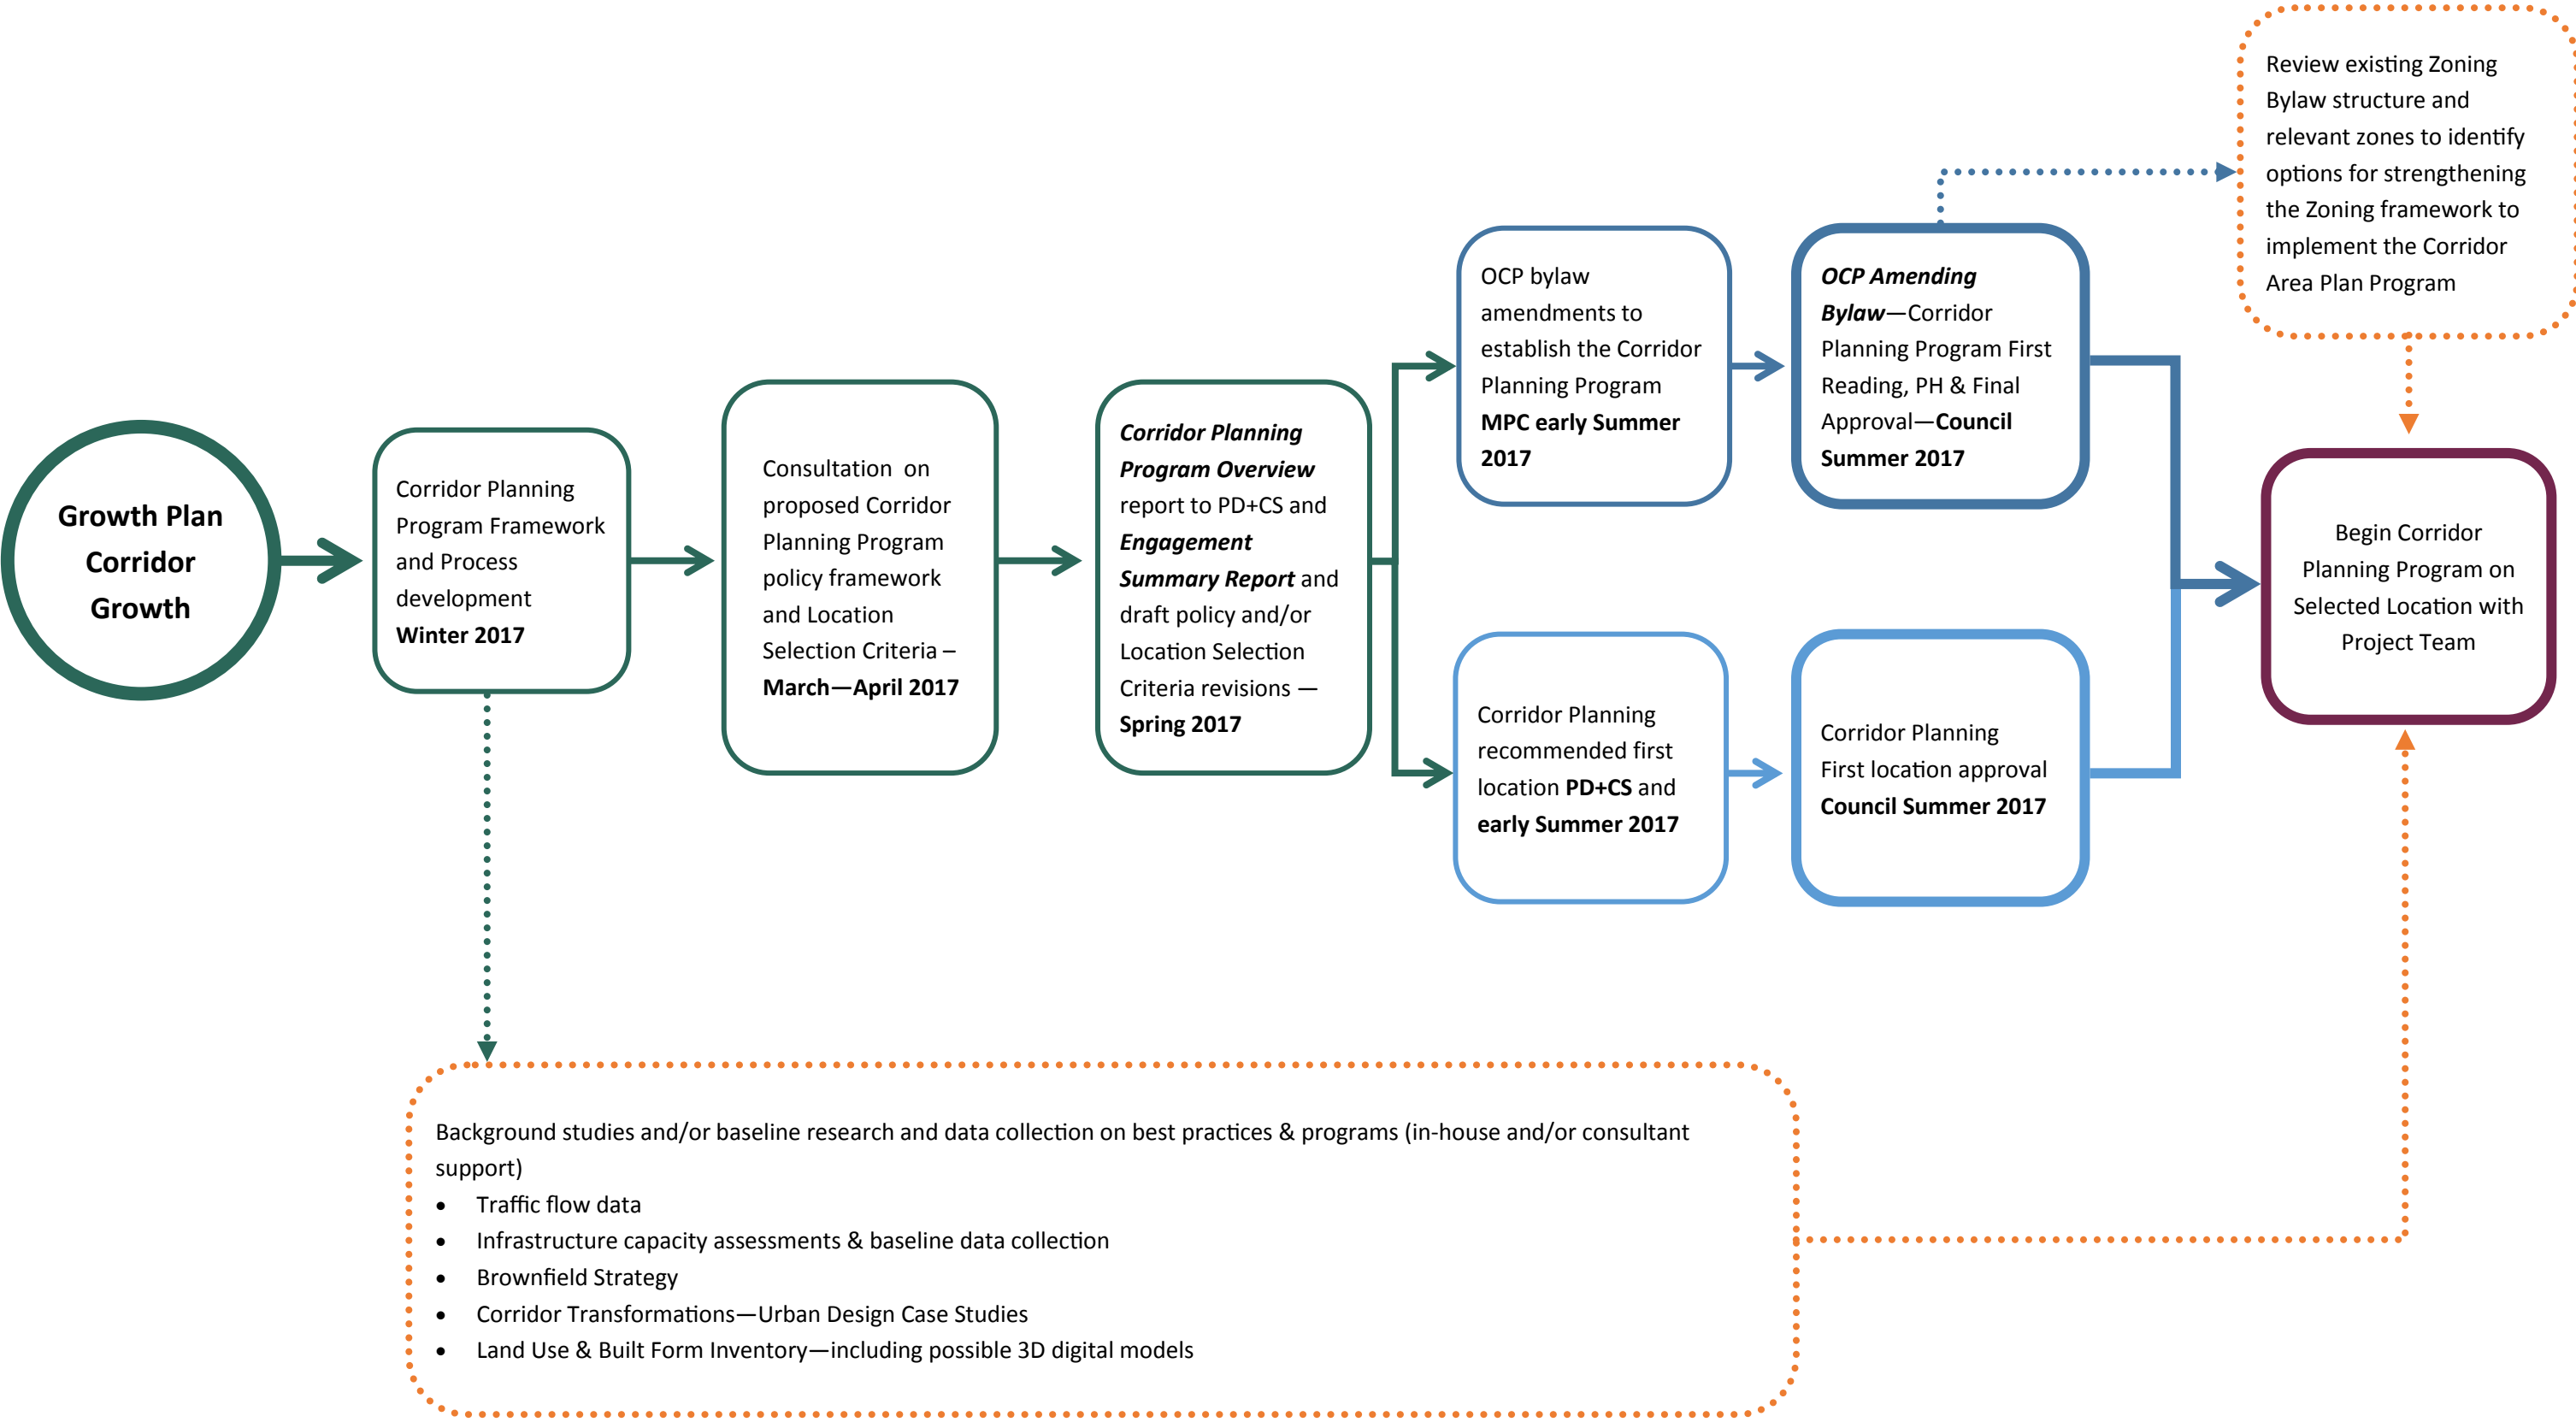 Growth Plan
Corridor
Growth
Corridor Planning
Program Framework
and Process
development
Winter 2017
Consultation on
proposed Corridor
Planning Program
policy framework
and Location
Selection Criteria –
March—April 2017
Corridor Planning
Program Overview
report to PD+CS and
Engagement
Summary Report and
draft policy and/or
Location Selection
Criteria revisions —
Spring 2017
OCP bylaw
amendments to
establish the Corridor
Planning Program
MPC early Summer
2017
OCP Amending
Bylaw—Corridor
Planning Program First
Reading, PH & Final
Approval—Council
Summer 2017
Review existing Zoning
Bylaw structure and
relevant zones to identify
options for strengthening
the Zoning framework to
implement the Corridor
Area Plan Program
Corridor Planning
recommended first
location PD+CS and
early Summer 2017
Corridor Planning
First location approval
Council Summer 2017
Begin Corridor
Planning Program on
Selected Location with
Project Team
Background studies and/or baseline research and data collection on best practices & programs (in-house and/or consultant
support)
• Traffic flow data
• Infrastructure capacity assessments & baseline data collection
• Brownfield Strategy
• Corridor Transformations—Urban Design Case Studies
• Land Use & Built Form Inventory—including possible 3D digital models